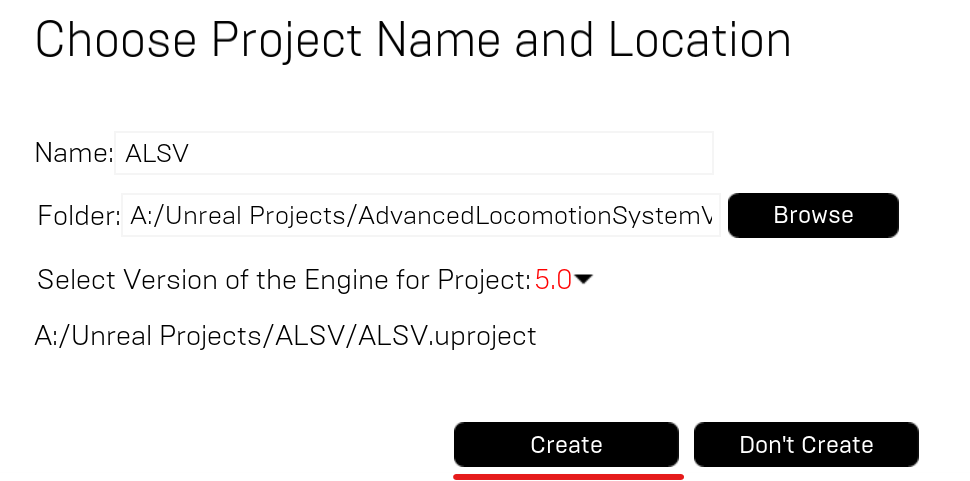 Choose Project Name and Location
Name: ALSV
Folder: A:/Unreal Projects/AdvancedLocomotionSystemV Browse
Select Version of the Engine for Project: 5.0
A:/Unreal Projects/ALSV/ALSV.uproject
Create Don't Create